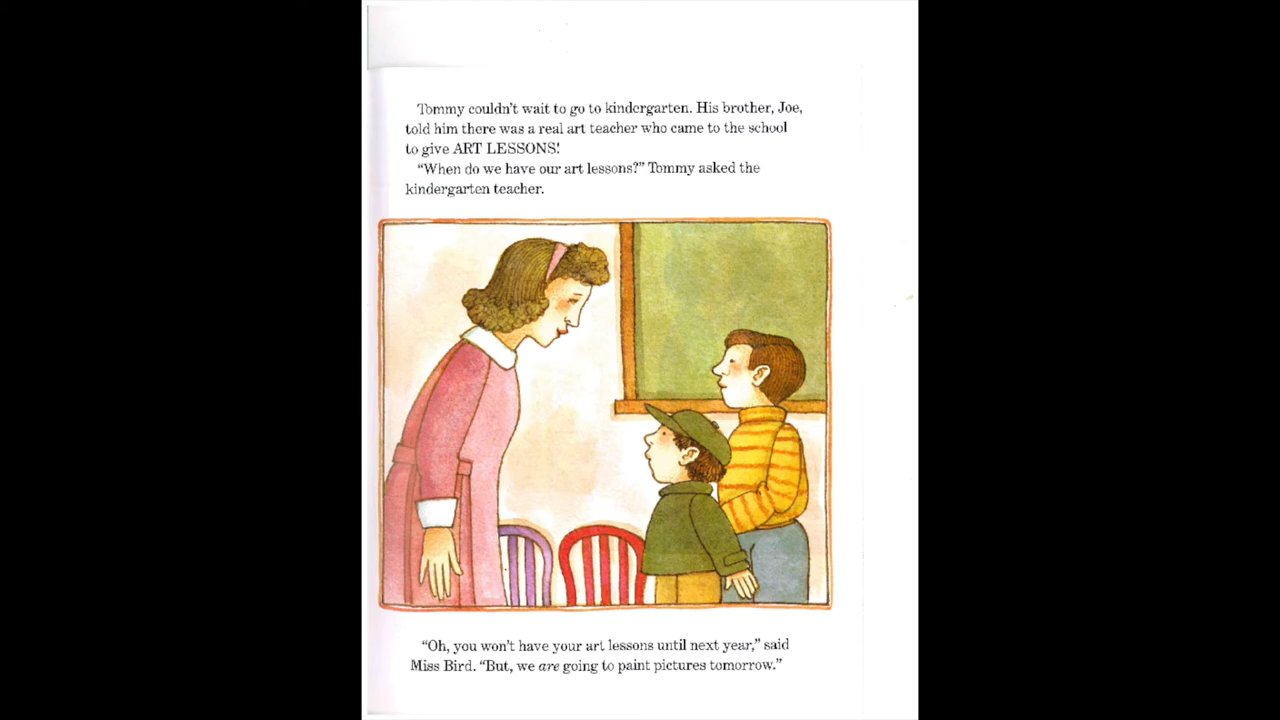 Tommy couldn't wait to go to kindergarten. His brother, Joe,
told him there was a real art teacher who came to the school
to give ART LESSONS!
"When do we have our art lessons?" Tommy asked the
kindergarten teacher.
"Oh, you won't have your art lessons until next year," said
Miss Bird. "But, we are going to paint pictures tomorrow."